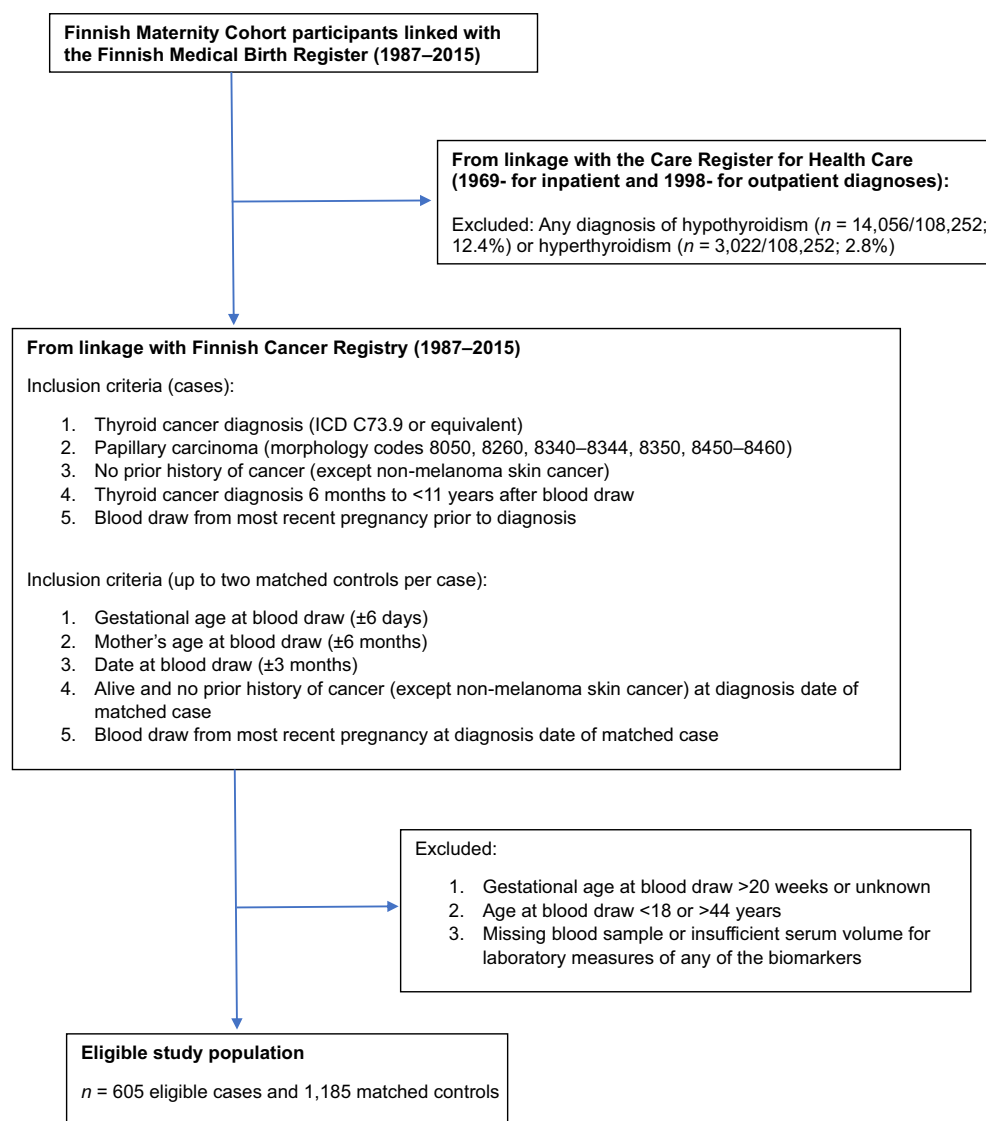 Finnish Maternity Cohort participants linked with
the Finnish Medical Birth Register (1987–2015)
From linkage with the Care Register for Health Care
(1969- for inpatient and 1998- for outpatient diagnoses):
Excluded: Any diagnosis of hypothyroidism (n = 14,056/108,252;
12.4%) or hyperthyroidism (n = 3,022/108,252; 2.8%)
From linkage with Finnish Cancer Registry (1987–2015)
Inclusion criteria (cases):
1. Thyroid cancer diagnosis (ICD C73.9 or equivalent)
2. Papillary carcinoma (morphology codes 8050, 8260, 8340–8344, 8350, 8450–8460)
3. No prior history of cancer (except non-melanoma skin cancer)
4. Thyroid cancer diagnosis 6 months to <11 years after blood draw
5. Blood draw from most recent pregnancy prior to diagnosis
Inclusion criteria (up to two matched controls per case):
1. Gestational age at blood draw (±6 days)
2. Mother’s age at blood draw (±6 months)
3. Date at blood draw (±3 months)
4. Alive and no prior history of cancer (except non-melanoma skin cancer) at diagnosis date of
matched case
5. Blood draw from most recent pregnancy at diagnosis date of matched case
Excluded:
1. Gestational age at blood draw >20 weeks or unknown
2. Age at blood draw <18 or >44 years
3. Missing blood sample or insufficient serum volume for
laboratory measures of any of the biomarkers
Eligible study population
n = 605 eligible cases and 1,185 matched controls